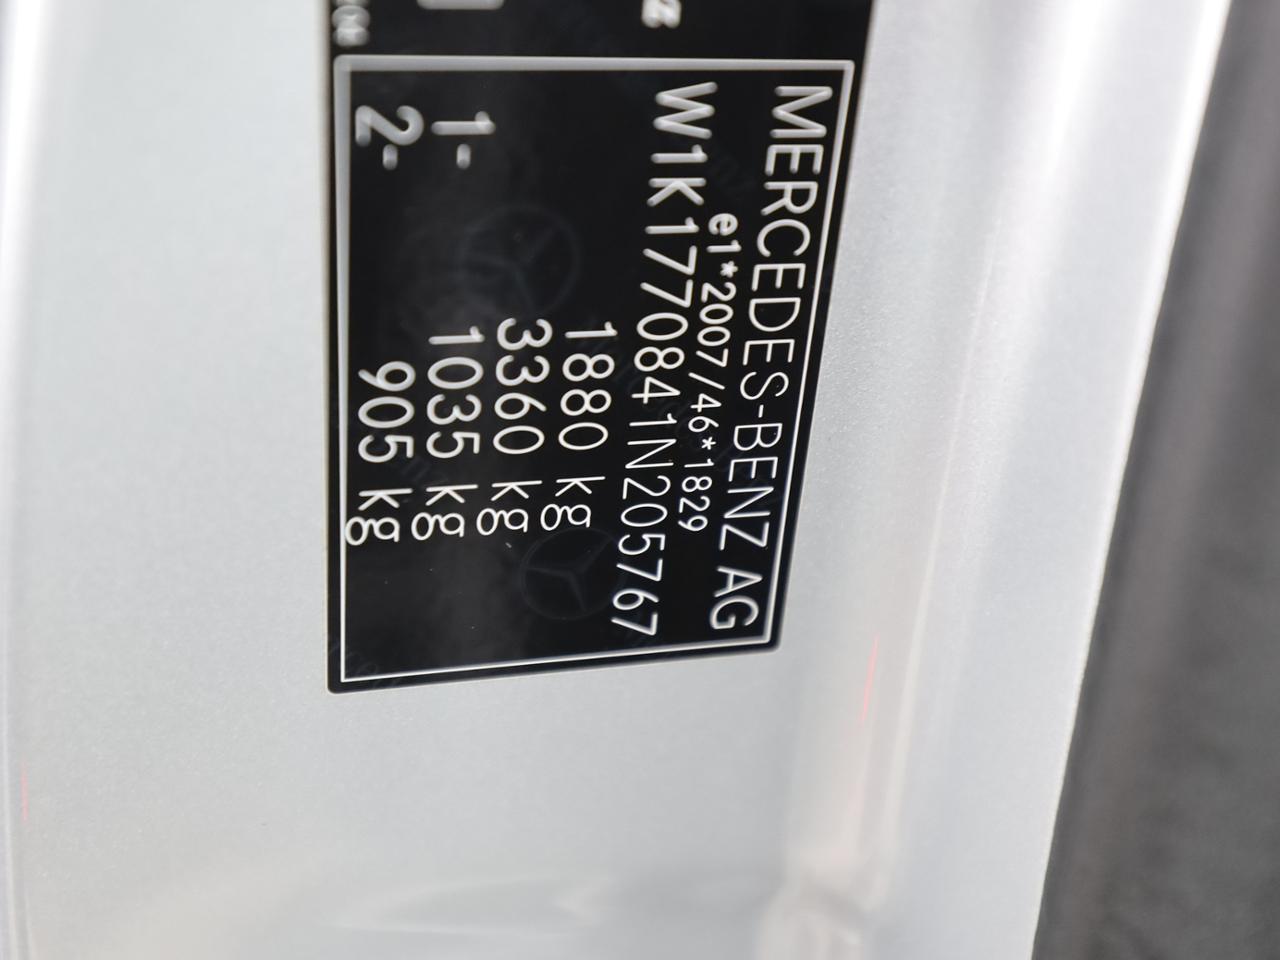 MERCEDES-BENZ AG
e1*2007/46*1829
W1K1770841N205767
1880 kg
3360 kg
1- 1035 kg
2- 905 kg